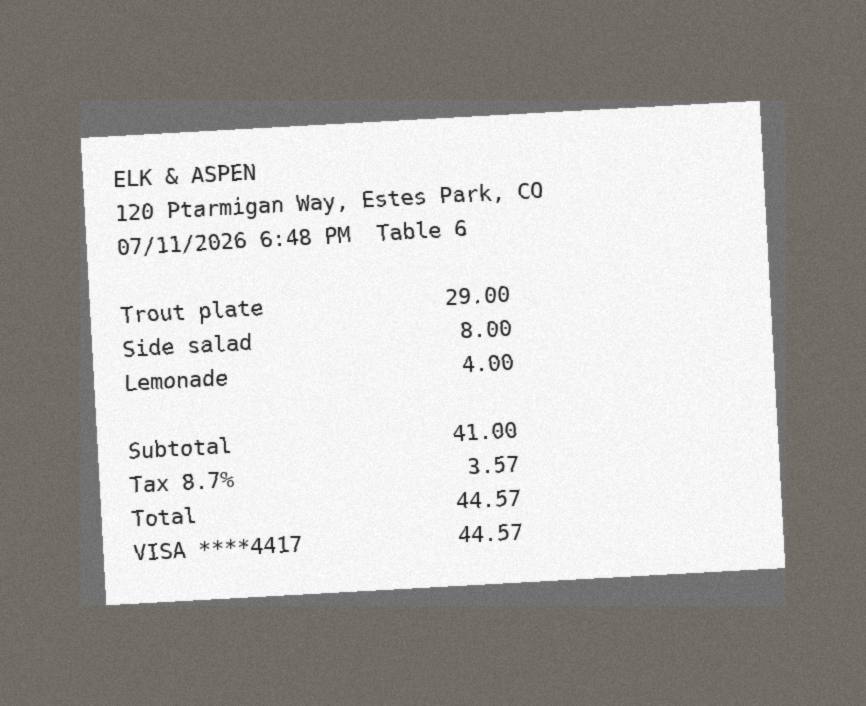 ELK & ASPEN
120 Ptarmigan Way, Estes Park, CO
07/11/2026 6:48 PM  Table 6
Trout plate 29.00
Side salad 8.00
Lemonade 4.00
Subtotal 41.00
Tax 8.7% 3.57
Total 44.57
VISA ****4417 44.57